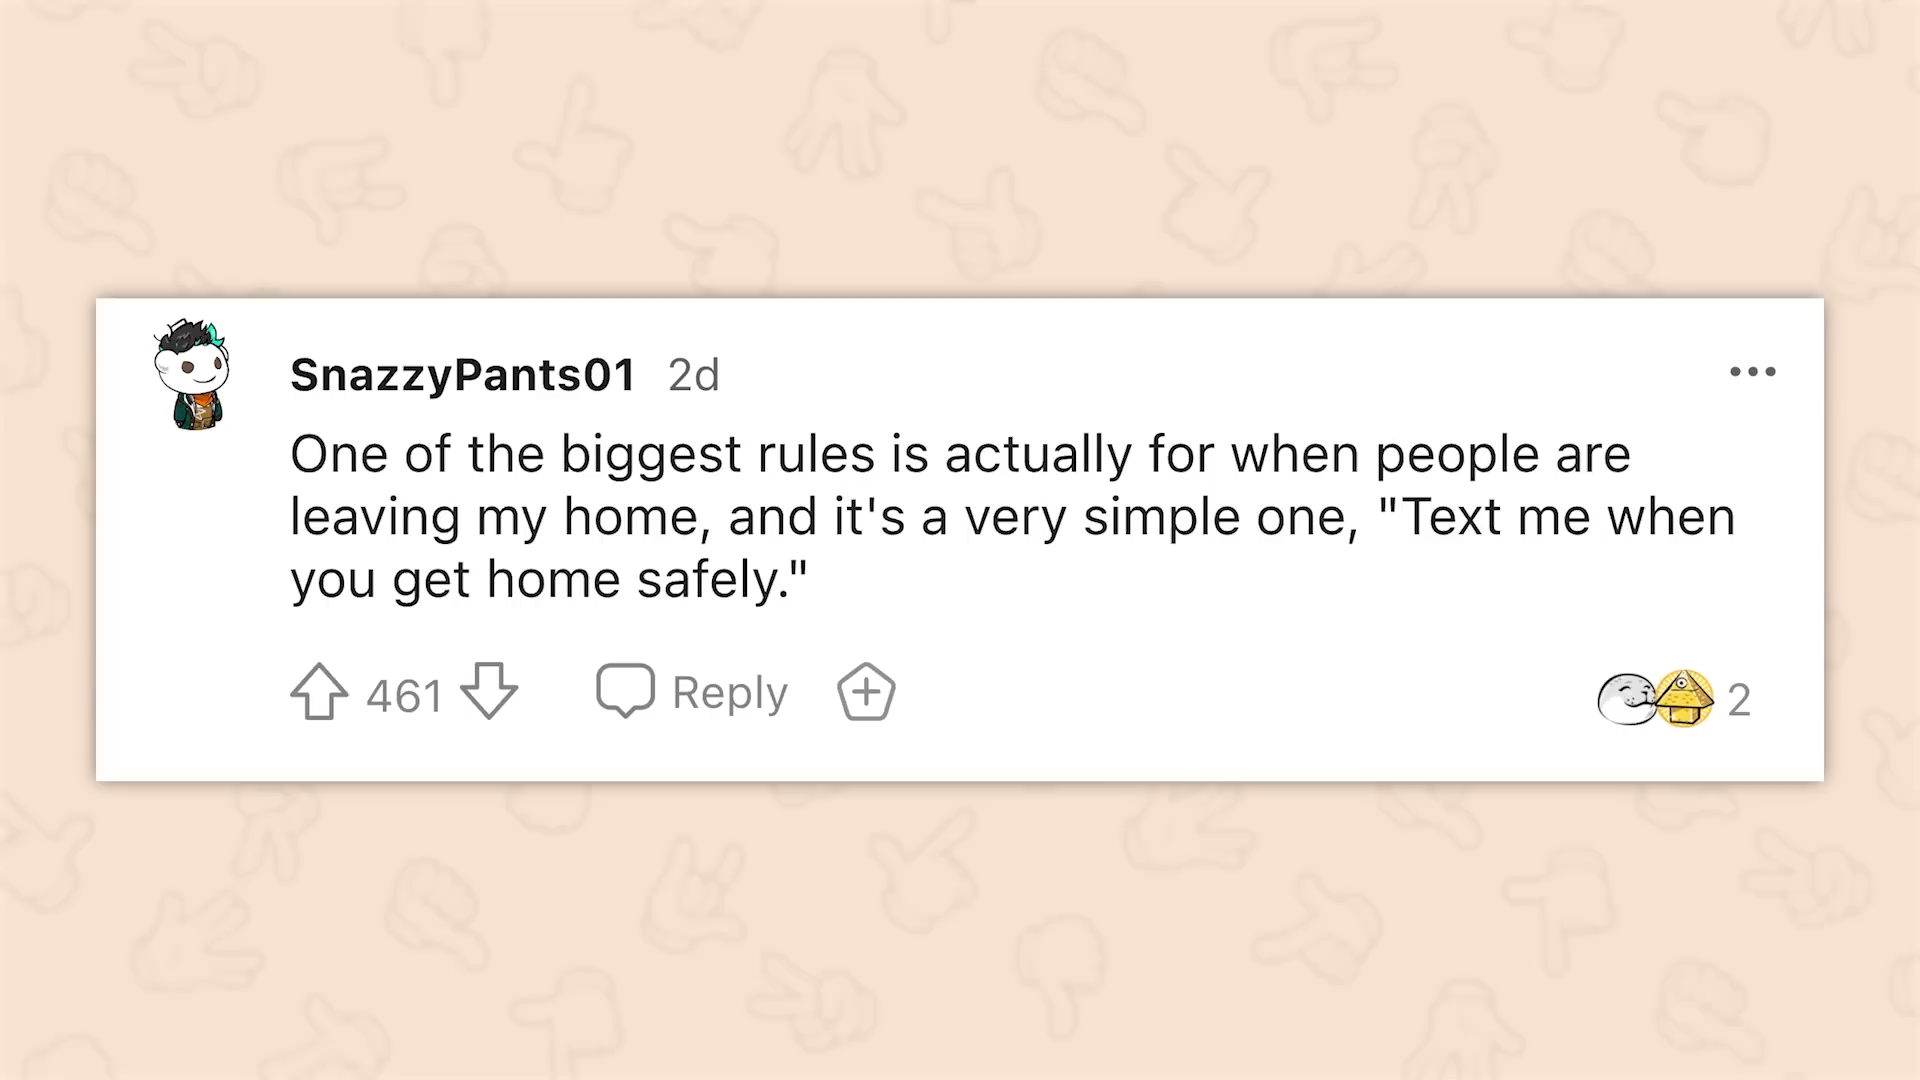 SnazzyPants01 2d
One of the biggest rules is actually for when people are
leaving my home, and it's a very simple one, "Text me when
you get home safely."
461 Reply 2